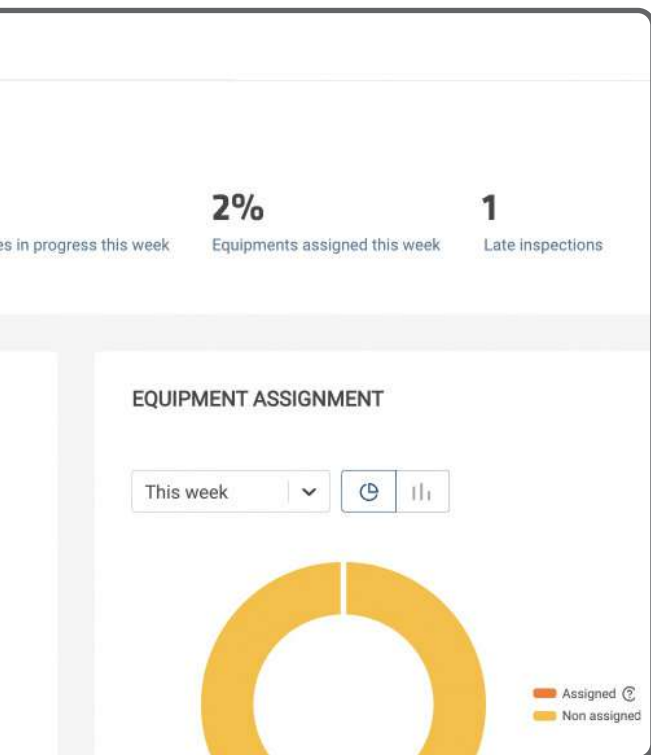 2%
1
es in progress this week
Equipments assigned this week
Late inspections
EQUIPMENT ASSIGNMENT
This week
Assigned ?
Non assigned